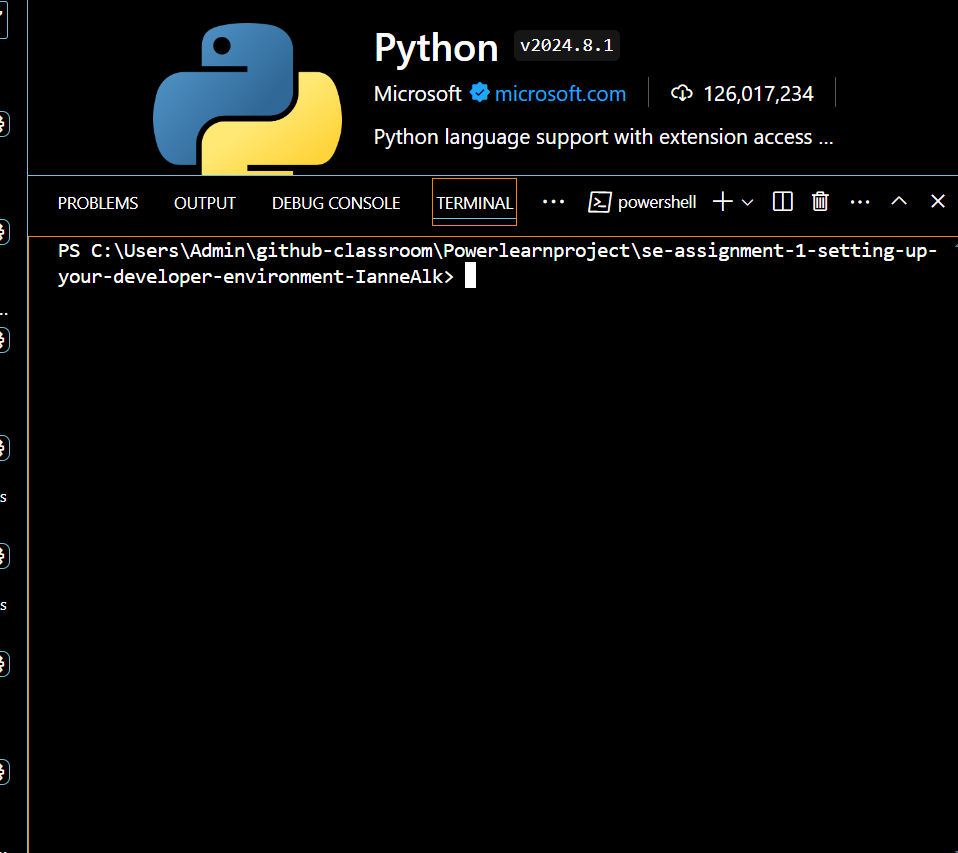 Python v2024.8.1
Microsoft microsoft.com 126,017,234
Python language support with extension access ...
PROBLEMS OUTPUT DEBUG CONSOLE TERMINAL ... powershell ...
PS C:\Users\Admin\github-classroom\Powerlearnproject\se-assignment-1-setting-up-
your-developer-environment-IanneAlk>
..
s
s
..